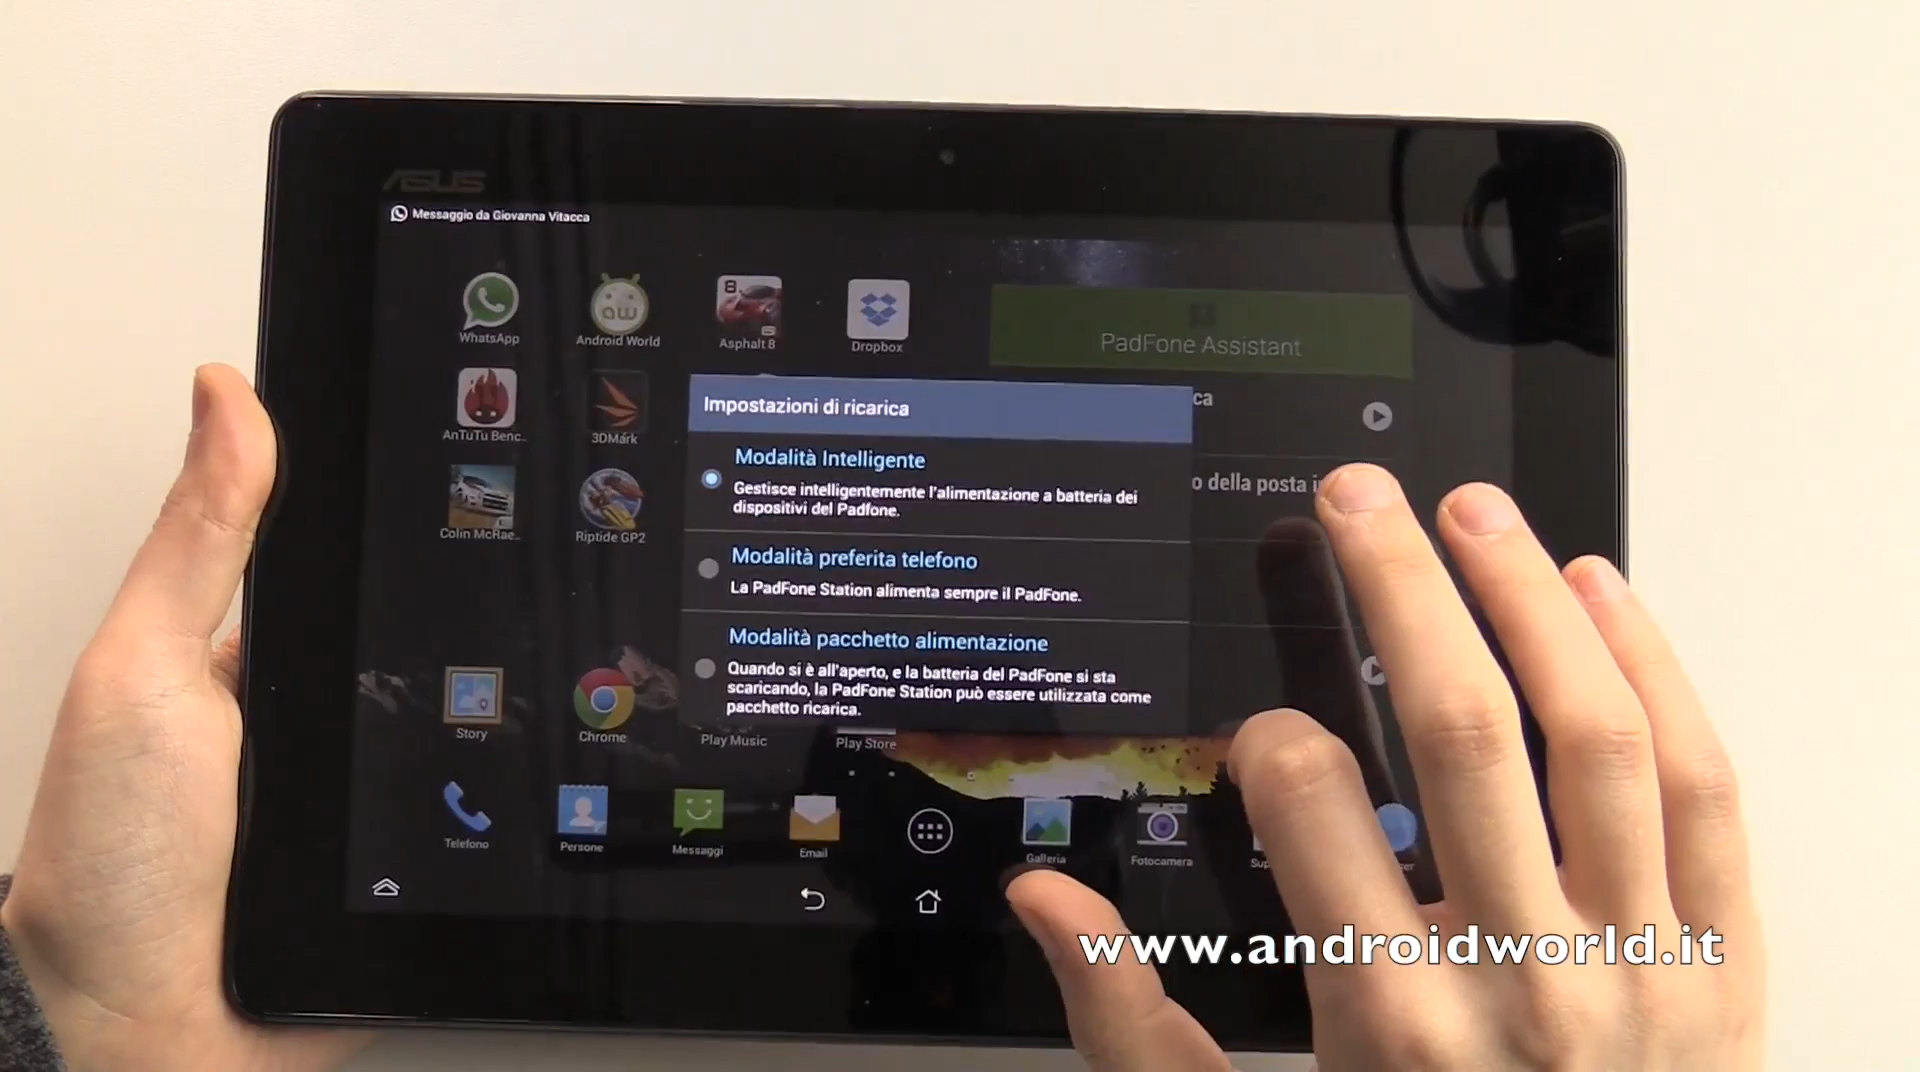 ASUS
Messaggio da Giovanna Vitacca
WhatsApp
Android World
Asphalt 8
Dropbox
PadFone Assistant
AnTuTu Benc..
3DMark
Colin McRae..
Riptide GP2
Impostazioni di ricarica
Modalità Intelligente
Gestisce intelligentemente l'alimentazione a batteria dei
dispositivi del Padfone.
Modalità preferita telefono
La PadFone Station alimenta sempre il PadFone.
Modalità pacchetto alimentazione
Quando si è all'aperto, e la batteria del PadFone si sta
scaricando, la PadFone Station può essere utilizzata come
pacchetto ricarica.
della posta
Story
Chrome
Play Music
Play Store
Telefono
Persone
Messaggi
Email
Galleria
Fotocamera
www.androidworld.it